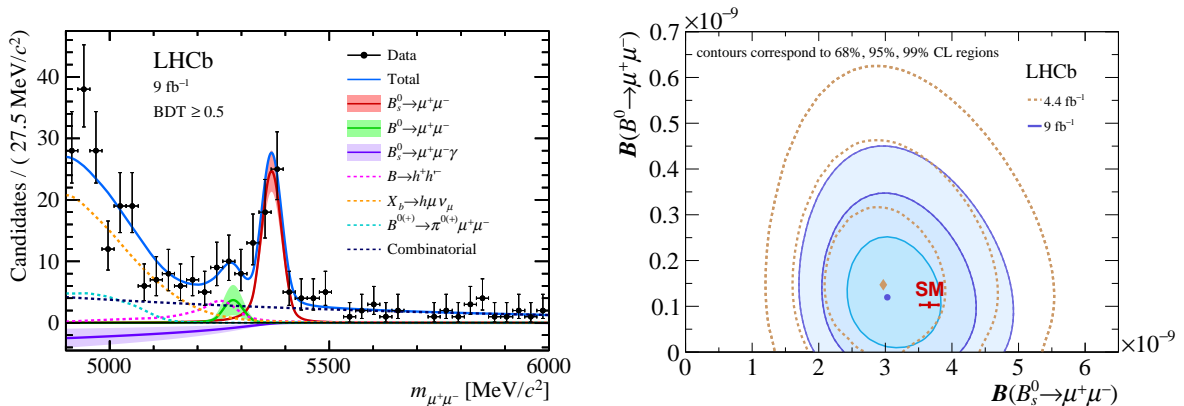 LHCb
9 fb⁻¹
BDT ≥ 0.5
Data
Total
B⁰ₛ→μ⁺μ⁻
B⁰→μ⁺μ⁻
B⁰ₛ→μ⁺μ⁻γ
B→h⁺h′⁻
X_b→hμν_μ
B⁰⁽⁺⁾→π⁰⁽⁺⁾μ⁺μ⁻
Combinatorial
Candidates / ( 27.5 MeV/c²)
40
30
20
10
0
5000 5500 6000
m_μ⁺μ⁻ [MeV/c²]
×10⁻⁹
contours correspond to 68%, 95%, 99% CL regions
LHCb
4.4 fb⁻¹
9 fb⁻¹
SM
B(B⁰→μ⁺μ⁻)
0.7
0.6
0.5
0.4
0.3
0.2
0.1
0
0 1 2 3 4 5 6
×10⁻⁹
B(B⁰ₛ→μ⁺μ⁻)